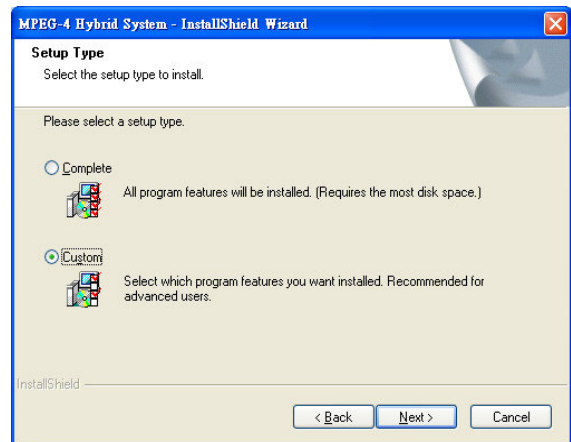 MPEG-4 Hybrid System - InstallShield Wizard
Setup Type
Select the setup type to install.
Please select a setup type.
Complete
All program features will be installed. (Requires the most disk space.)
Custom
Select which program features you want installed. Recommended for
advanced users.
InstallShield
< Back
Next >
Cancel